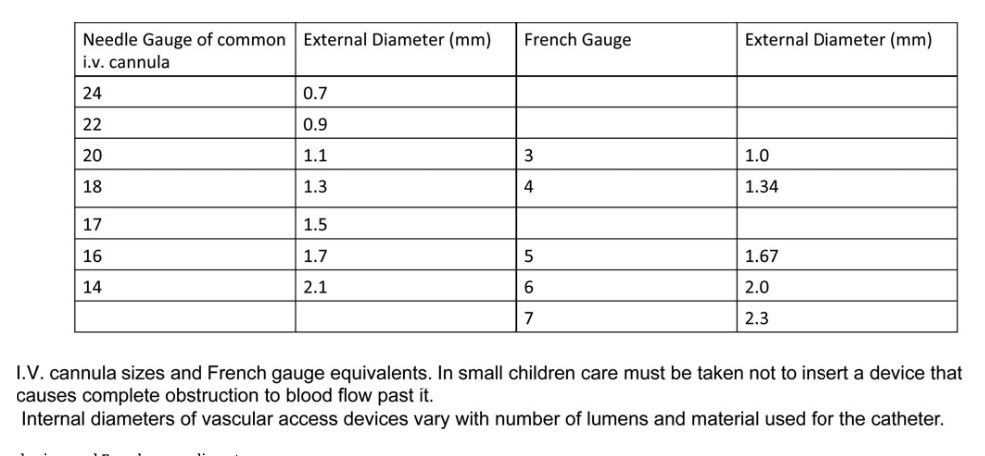 Needle Gauge of common External Diameter (mm) French Gauge External Diameter (mm)
i.v. cannula
24 0.7
22 0.9
20 1.1 3 1.0
18 1.3 4 1.34
17 1.5
16 1.7 5 1.67
14 2.1 6 2.0
7 2.3
I.V. cannula sizes and French gauge equivalents. In small children care must be taken not to insert a device that
causes complete obstruction to blood flow past it.
Internal diameters of vascular access devices vary with number of lumens and material used for the catheter.